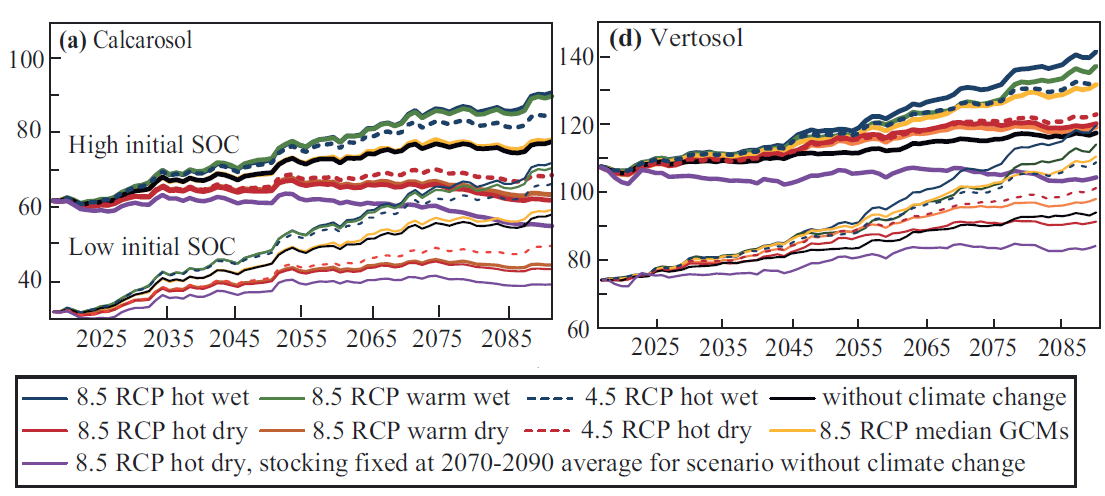 (a) Calcarosol
100
80
60
40
High initial SOC
Low initial SOC
2025 2035 2045 2055 2065 2075 2085
(d) Vertosol
140
120
100
80
60
2025 2035 2045 2055 2065 2075 2085
8.5 RCP hot wet 8.5 RCP warm wet 4.5 RCP hot wet without climate change
8.5 RCP hot dry 8.5 RCP warm dry 4.5 RCP hot dry 8.5 RCP median GCMs
8.5 RCP hot dry, stocking fixed at 2070-2090 average for scenario without climate change